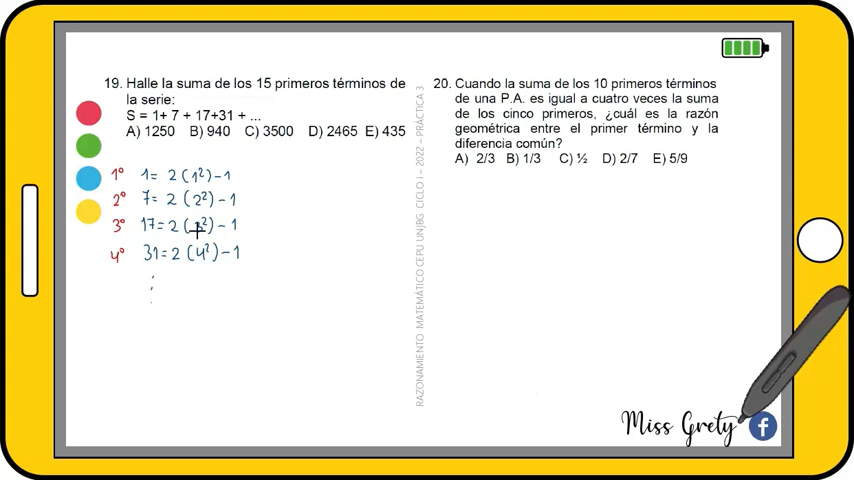 19. Halle la suma de los 15 primeros términos de
la serie:
S = 1+ 7 + 17+31 + ...
A) 1250 B) 940 C) 3500 D) 2465 E) 435
1° 1 = 2 (1²) - 1
2° 7 = 2 (2²) - 1
3° 17 = 2 (3²) - 1
4° 31 = 2 (4²) - 1
⋮
RAZONAMIENTO MATEMÁTICO CEPU UNJBG CICLO I – 2022 – PRÁCTICA 3
20. Cuando la suma de los 10 primeros términos
de una P.A. es igual a cuatro veces la suma
de los cinco primeros, ¿cuál es la razón
geométrica entre el primer término y la
diferencia común?
A) 2/3 B) 1/3 C) ½ D) 2/7 E) 5/9
Miss Grety f